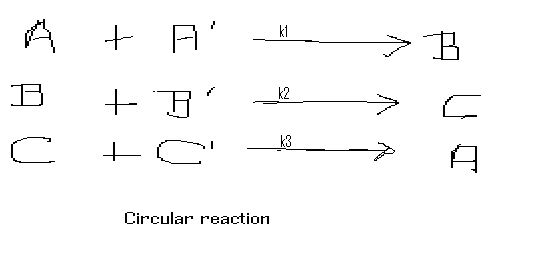 A + A' k1 B
B + B' k2 C
C + C' k3 A
Circular reaction